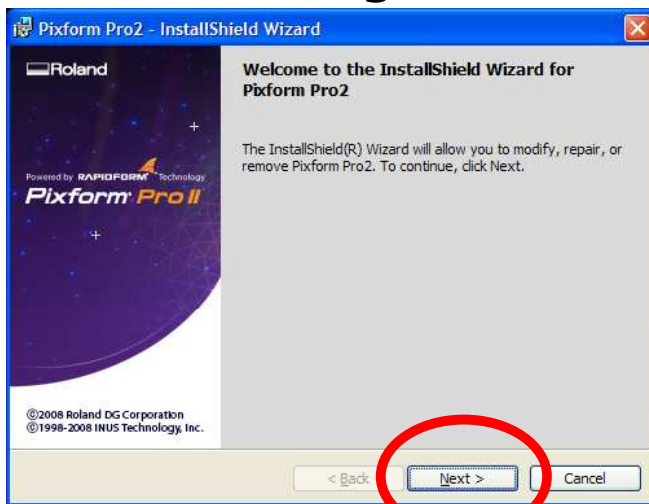 Pixform Pro2 - InstallShield Wizard
Roland
Welcome to the InstallShield Wizard for
Pixform Pro2
The InstallShield(R) Wizard will allow you to modify, repair, or
remove Pixform Pro2. To continue, click Next.
Powered by RAPIDFORM Technology
Pixform Pro II
©2008 Roland DG Corporation
©1998-2008 INUS Technology, Inc.
< Back Next > Cancel